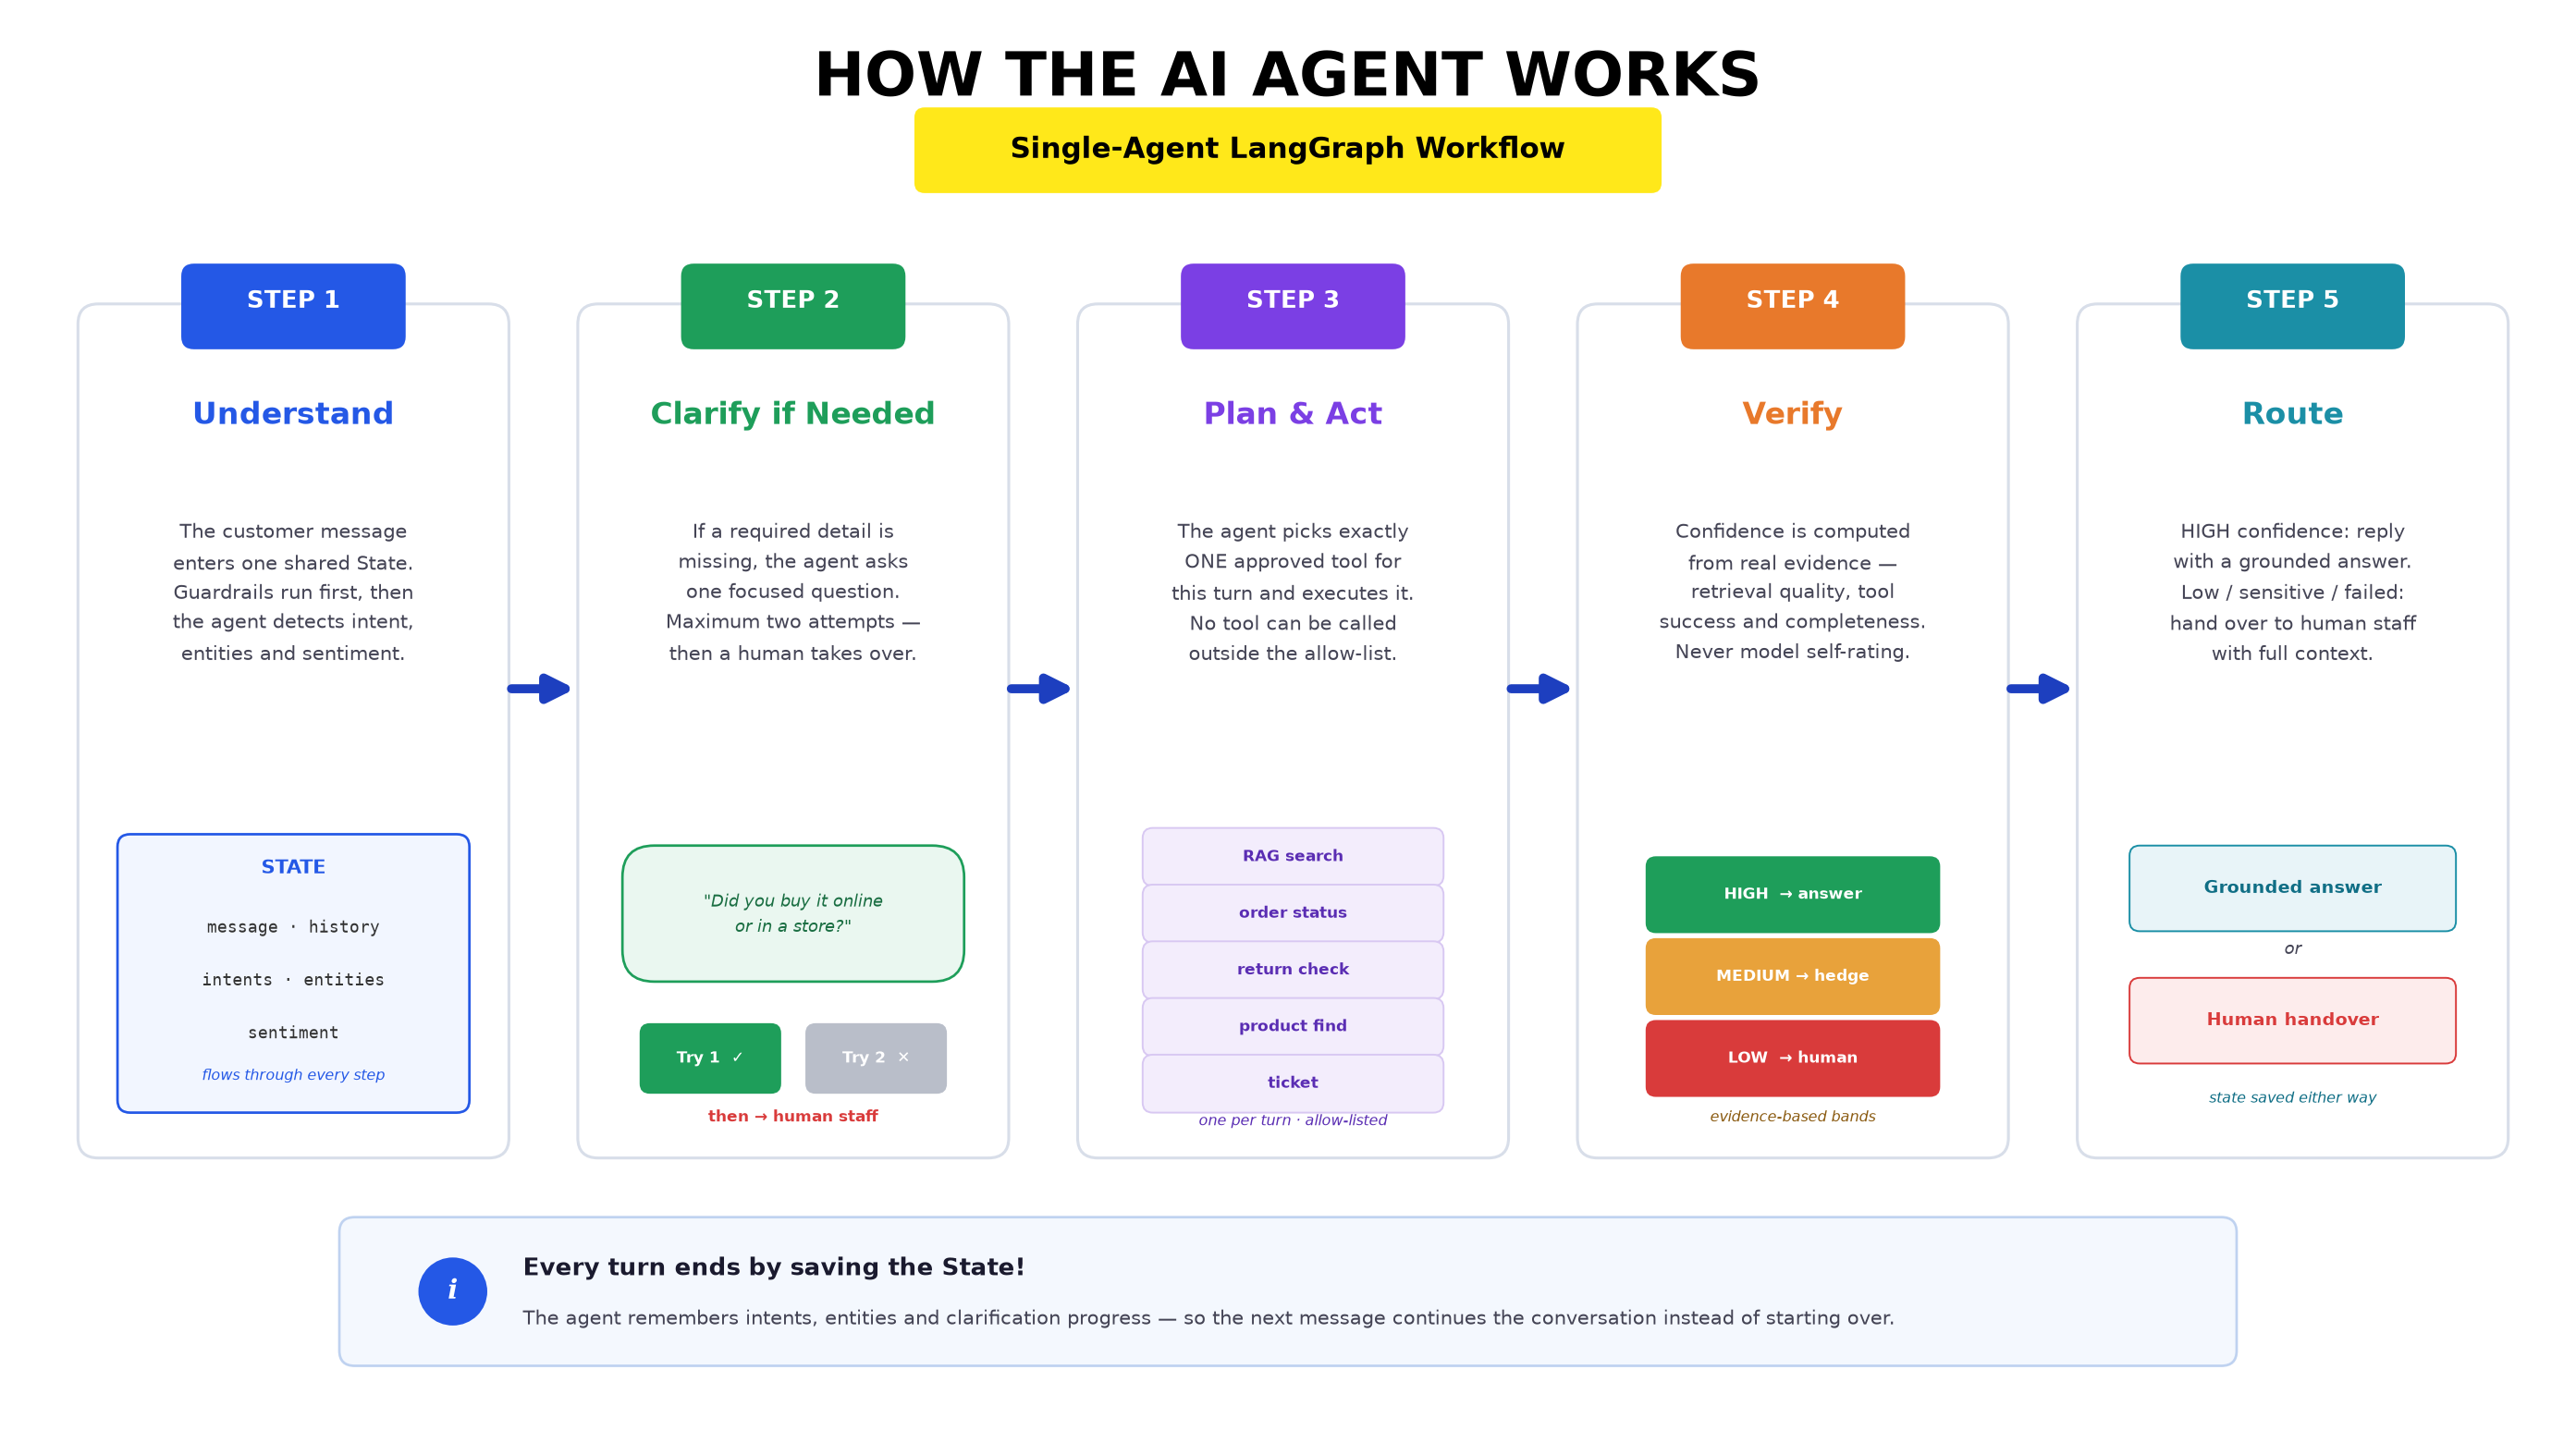 HOW THE AI AGENT WORKS
Single-Agent LangGraph Workflow
STEP 1
Understand
The customer message
enters one shared State.
Guardrails run first, then
the agent detects intent,
entities and sentiment.
STATE
message · history
intents · entities
sentiment
flows through every step
STEP 2
Clarify if Needed
If a required detail is
missing, the agent asks
one focused question.
Maximum two attempts —
then a human takes over.
"Did you buy it online
or in a store?"
Try 1 ✓
Try 2 ✕
then → human staff
STEP 3
Plan & Act
The agent picks exactly
ONE approved tool for
this turn and executes it.
No tool can be called
outside the allow-list.
RAG search
order status
return check
product find
ticket
one per turn · allow-listed
STEP 4
Verify
Confidence is computed
from real evidence —
retrieval quality, tool
success and completeness.
Never model self-rating.
HIGH → answer
MEDIUM → hedge
LOW → human
evidence-based bands
STEP 5
Route
HIGH confidence: reply
with a grounded answer.
Low / sensitive / failed:
hand over to human staff
with full context.
Grounded answer
or
Human handover
state saved either way
i
Every turn ends by saving the State!
The agent remembers intents, entities and clarification progress — so the next message continues the conversation instead of starting over.